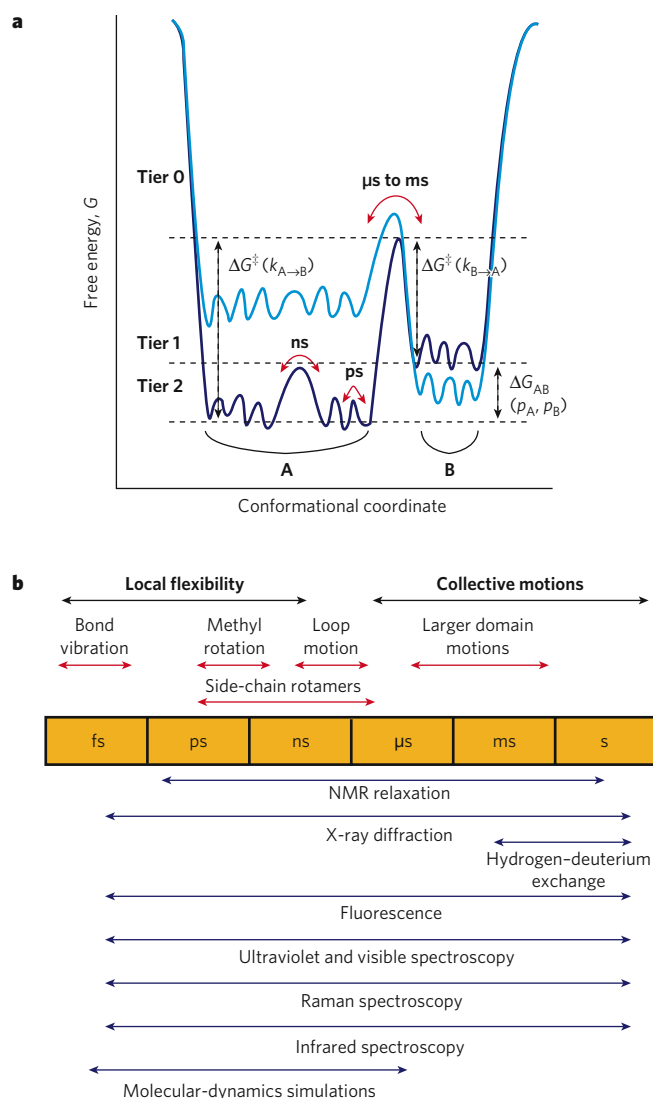 a
Tier 0
µs to ms
ΔG‡(kA→B)
ΔG‡(kB→A)
Free energy, G
Tier 1
ns
Tier 2
ps
ΔGAB
(pA, pB)
A
B
Conformational coordinate
b
Local flexibility
Collective motions
Bond
vibration
Methyl
rotation
Loop
motion
Larger domain
motions
Side-chain rotamers
fs ps ns µs ms s
NMR relaxation
X-ray diffraction
Hydrogen–deuterium
exchange
Fluorescence
Ultraviolet and visible spectroscopy
Raman spectroscopy
Infrared spectroscopy
Molecular-dynamics simulations